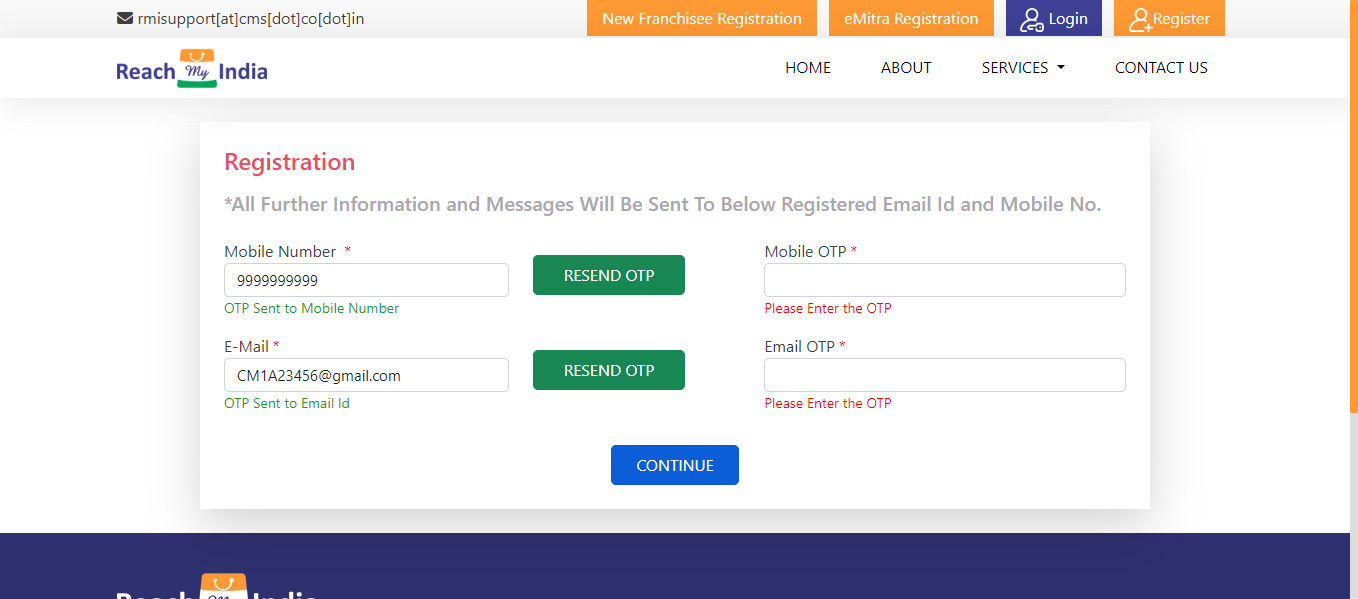 rmisupport[at]cms[dot]co[dot]in
New Franchisee Registration
eMitra Registration
Login
Register
Reach My India
HOME
ABOUT
SERVICES
CONTACT US
Registration
*All Further Information and Messages Will Be Sent To Below Registered Email Id and Mobile No.
Mobile Number *
9999999999
OTP Sent to Mobile Number
RESEND OTP
Mobile OTP *
Please Enter the OTP
E-Mail *
CM1A23456@gmail.com
OTP Sent to Email Id
RESEND OTP
Email OTP *
Please Enter the OTP
CONTINUE
Reach My India